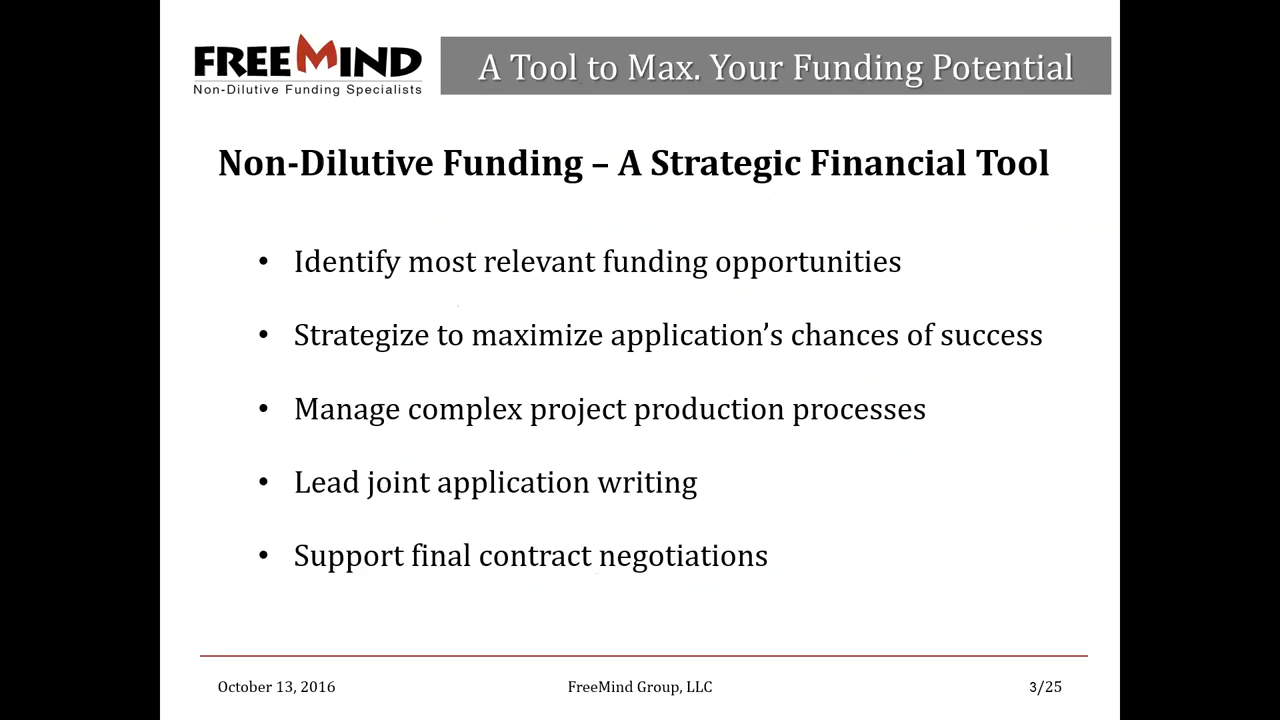 FREEMIND
Non-Dilutive Funding Specialists
A Tool to Max. Your Funding Potential
Non-Dilutive Funding – A Strategic Financial Tool
• Identify most relevant funding opportunities
• Strategize to maximize application’s chances of success
• Manage complex project production processes
• Lead joint application writing
• Support final contract negotiations
October 13, 2016
FreeMind Group, LLC
3/25